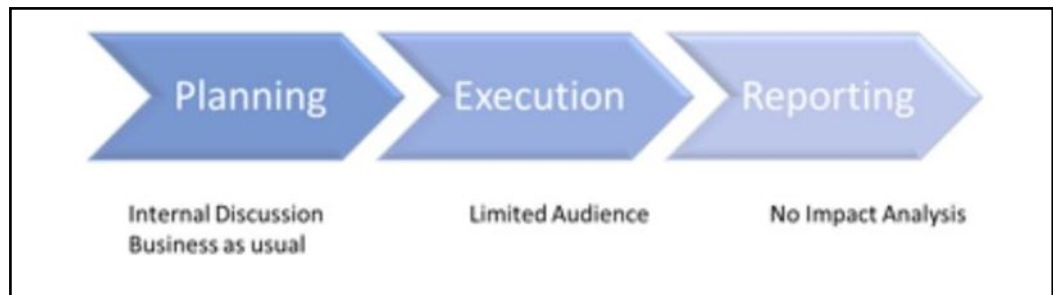 Planning
Execution
Reporting
Internal Discussion
Business as usual
Limited Audience
No Impact Analysis